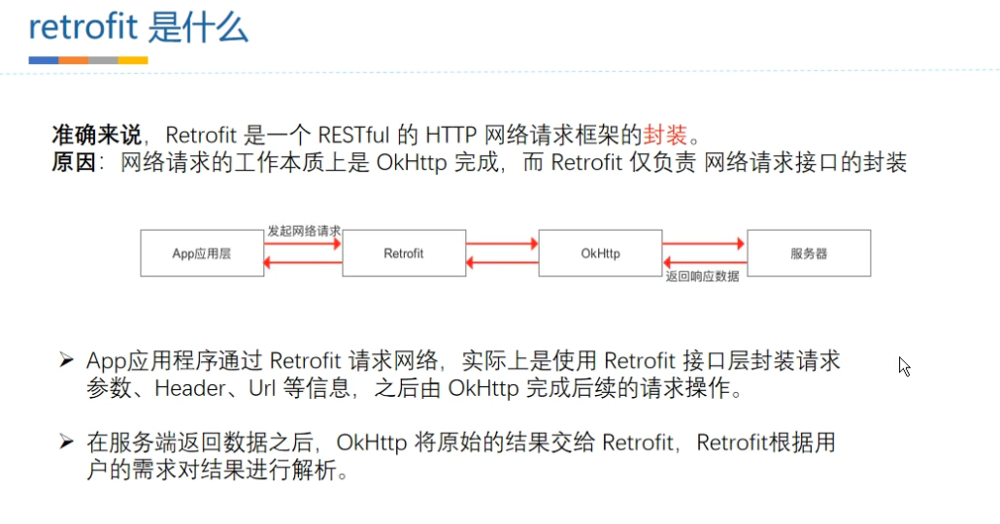 retrofit 是什么
准确来说，Retrofit 是一个 RESTful 的 HTTP 网络请求框架的封装。
原因：网络请求的工作本质上是 OkHttp 完成，而 Retrofit 仅负责 网络请求接口的封装
发起网络请求
App应用层
Retrofit
OkHttp
服务器
返回响应数据
App应用程序通过 Retrofit 请求网络，实际上是使用 Retrofit 接口层封装请求
参数、Header、Url 等信息，之后由 OkHttp 完成后续的请求操作。
在服务端返回数据之后，OkHttp 将原始的结果交给 Retrofit，Retrofit根据用
户的需求对结果进行解析。